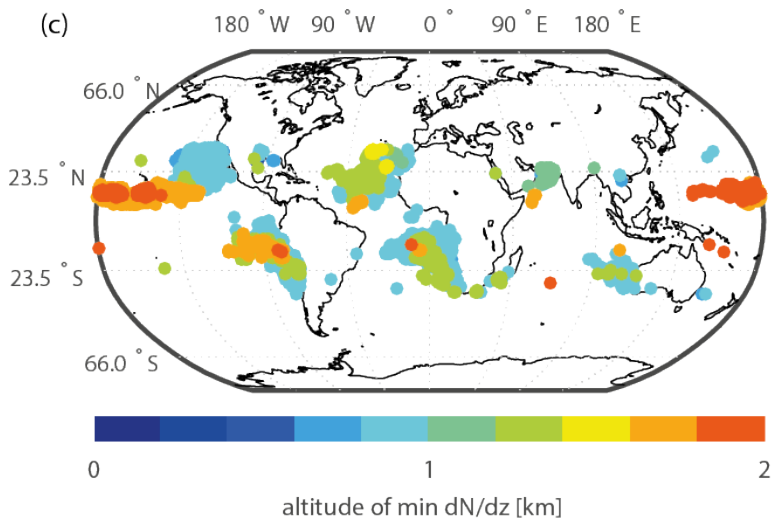 (c)
180 °W 90 °W 0 ° 90 °E 180 °E
66.0 °N
23.5 °N
23.5 °S
66.0 °S
0 1 2
altitude of min dN/dz [km]